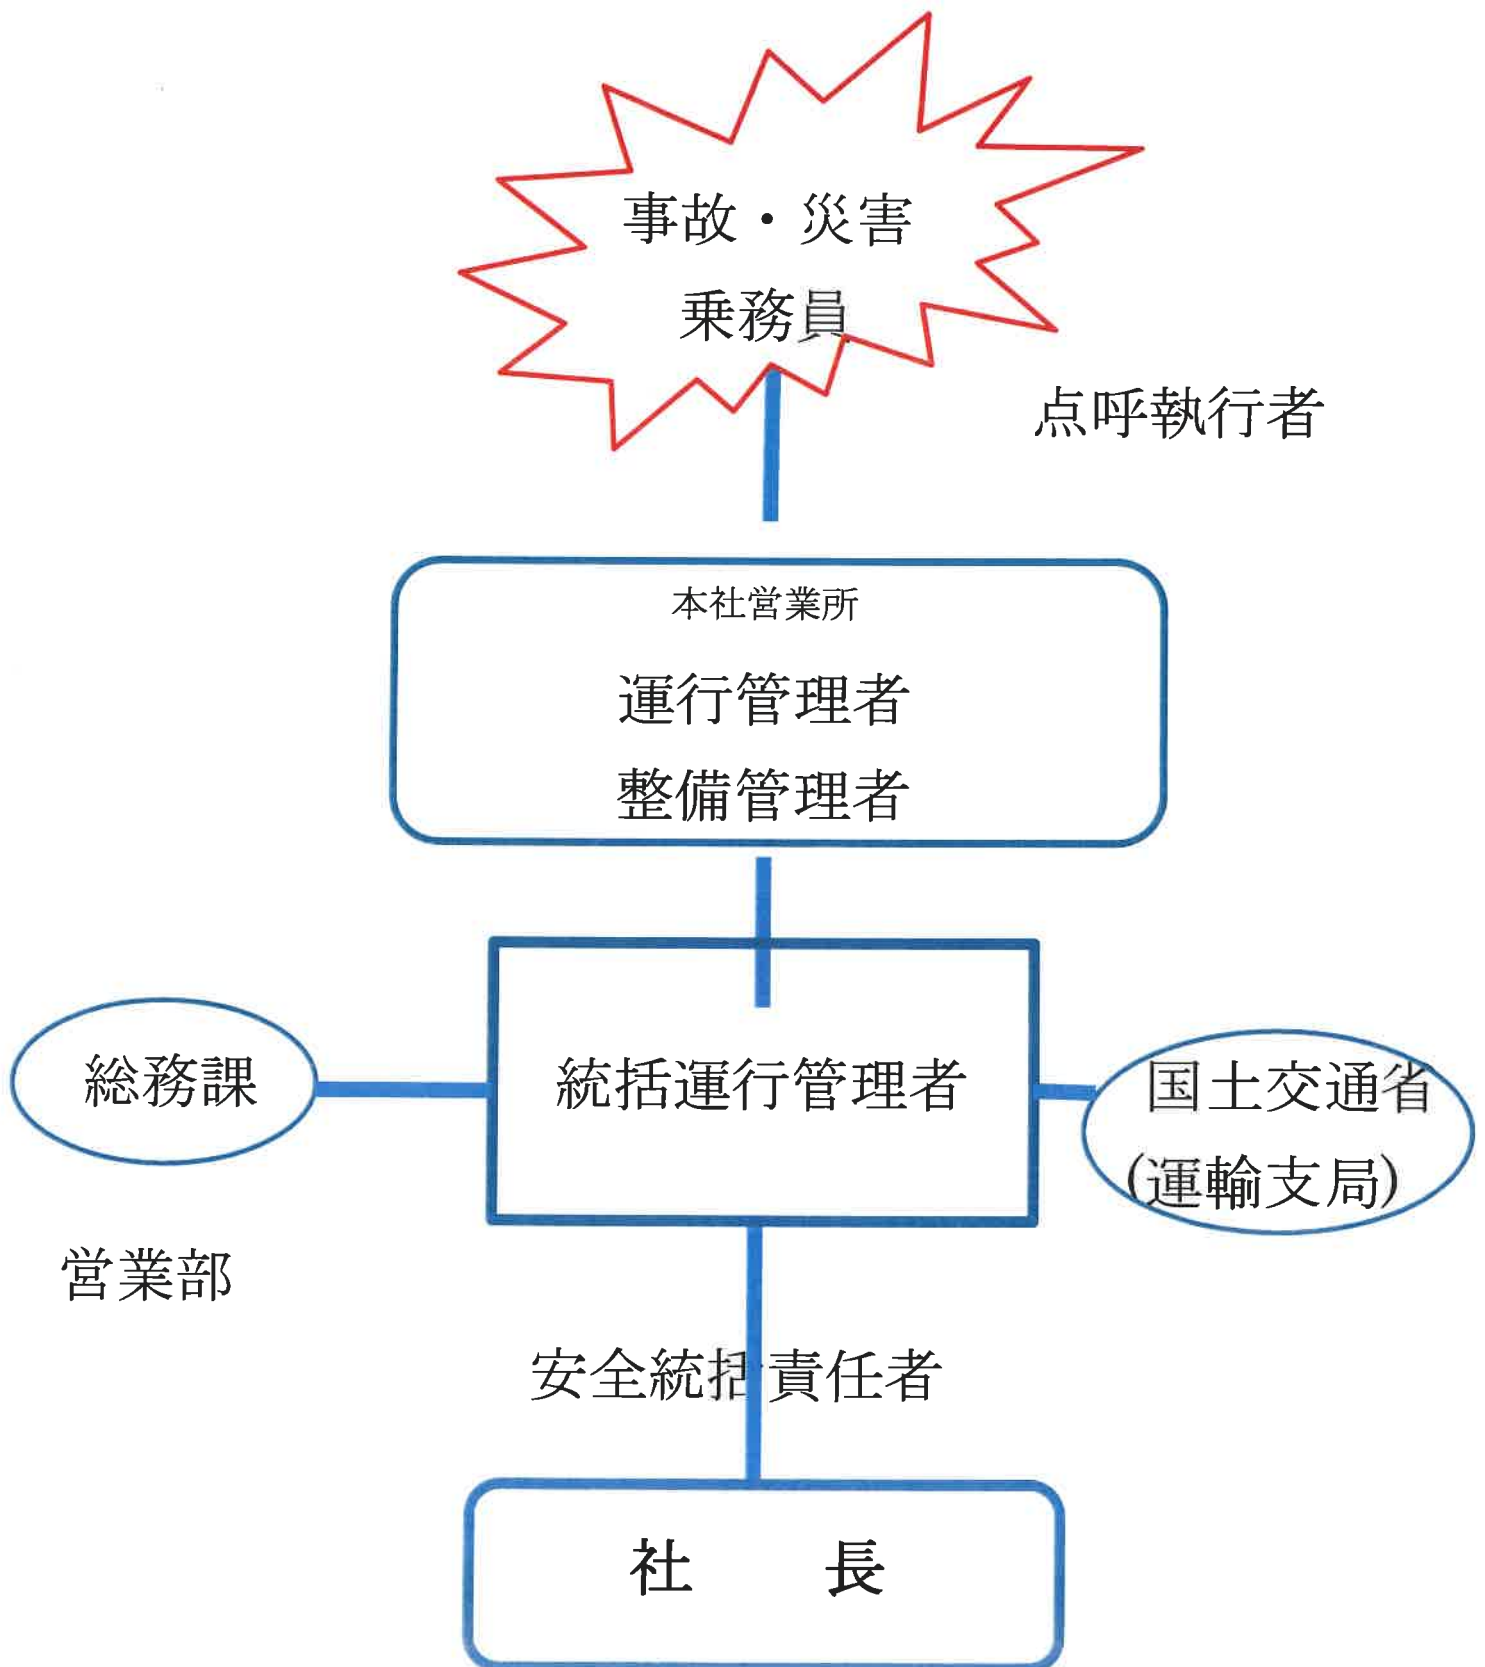 事故・災害
乗務員
点呼執行者
本社営業所
運行管理者
整備管理者
総務課
統括運行管理者
国土交通省
(運輸支局)
営業部
安全統括責任者
社　　長